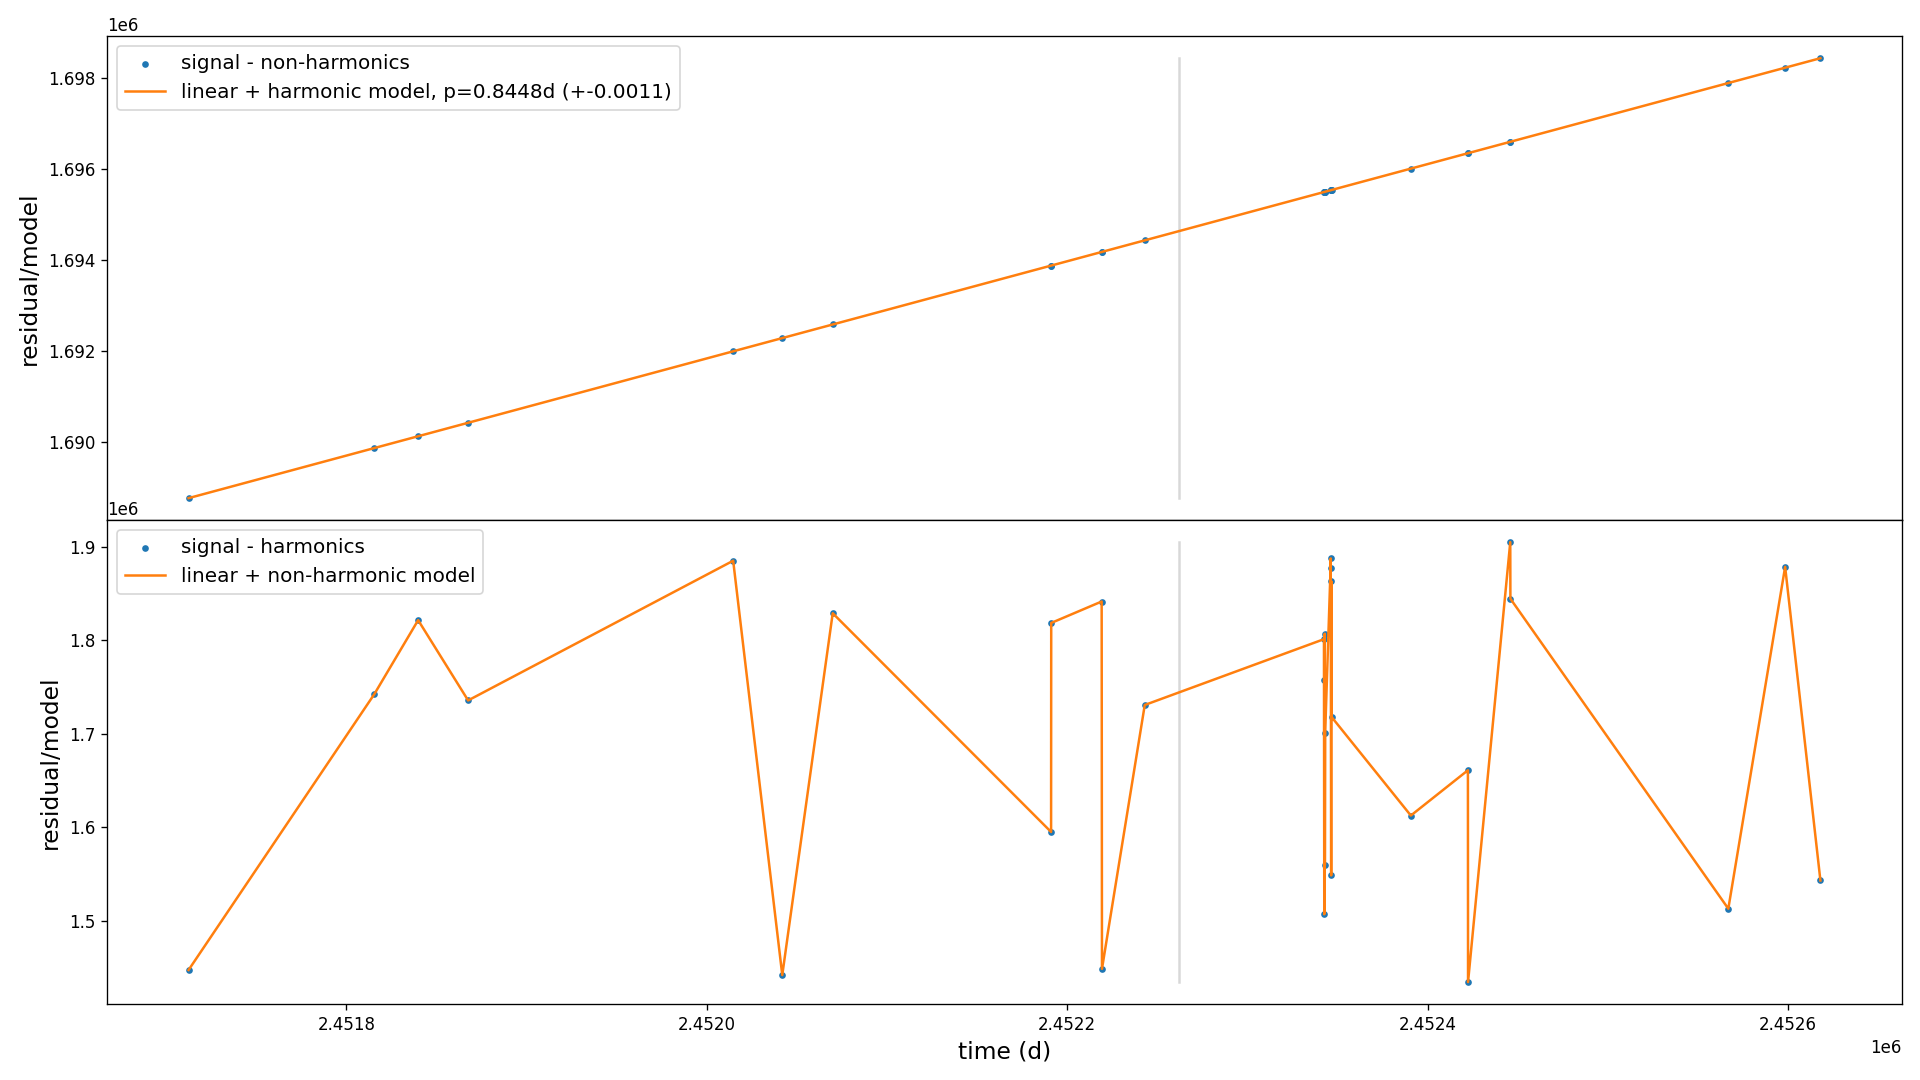 1e6
signal - non-harmonics
linear + harmonic model, p=0.8448d (+-0.0011)
1.698
1.696
1.694
1.692
1.690
residual/model
1e6
signal - harmonics
linear + non-harmonic model
1.9
1.8
1.7
1.6
1.5
residual/model
2.4518
2.4520
2.4522
2.4524
2.4526
time (d)
1e6